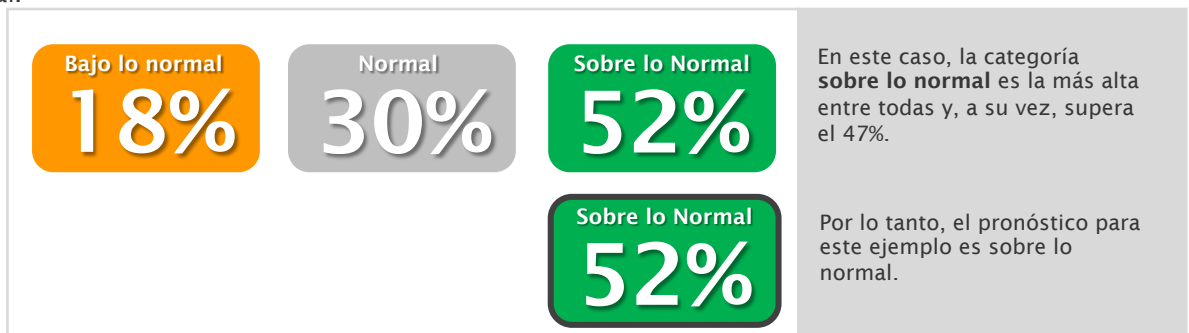 Bajo lo normal
18%
Normal
30%
Sobre lo Normal
52%
En este caso, la categoría
sobre lo normal es la más alta
entre todas y, a su vez, supera
el 47%.
Sobre lo Normal
52%
Por lo tanto, el pronóstico para
este ejemplo es sobre lo
normal.